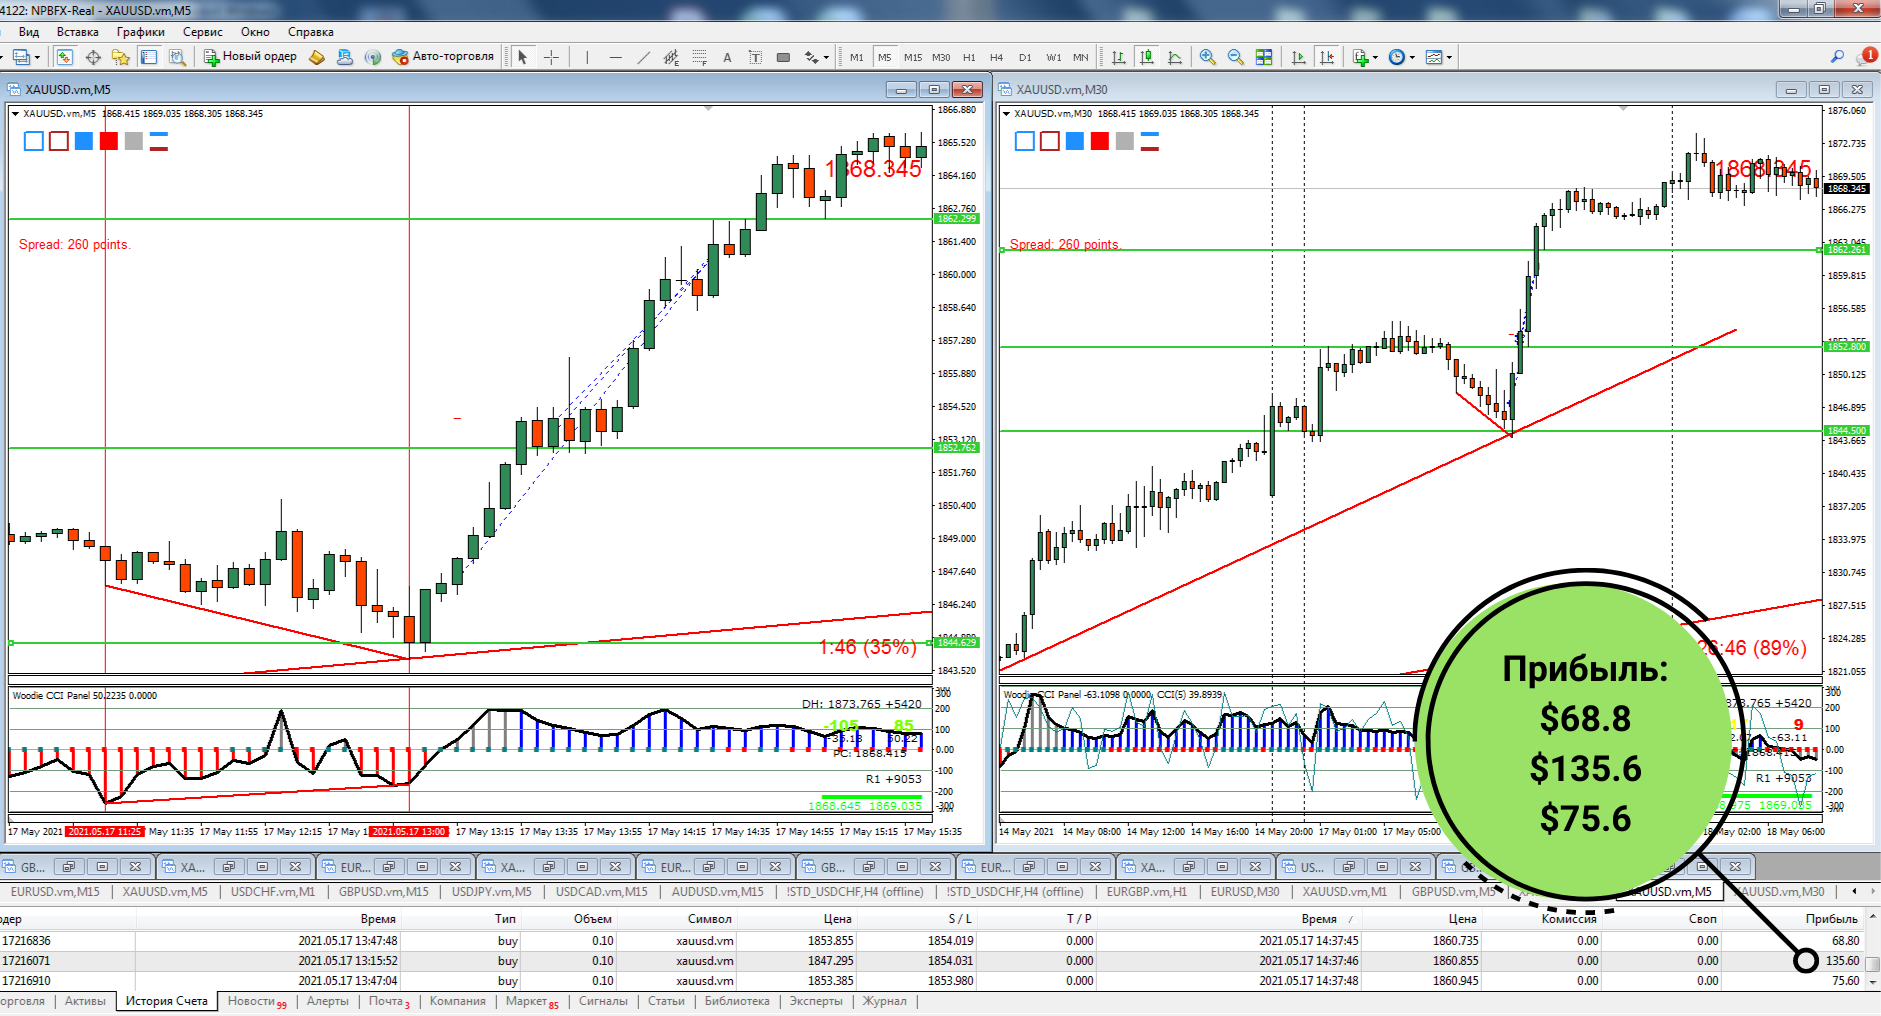 4122: NPBFX-Real - XAUUSD.vm,M5
Вид Вставка Графики Сервис Окно Справка
Новый ордер Авто-торговля A T M1 M5 M15 M30 H1 H4 D1 W1 MN 1
XAUUSD.vm,M5
XAUUSD.vm,M5 1868.415 1869.035 1868.305 1868.345
1868.345
Spread: 260 points.
1:46 (35%)
1866.880
1865.520
1864.160
1862.760
1862.299
1861.400
1860.000
1858.640
1857.280
1855.880
1854.520
1853.120
1852.762
1851.760
1850.400
1849.000
1847.640
1846.240
1844.629
1843.520
Woodie CCI Panel 50.2235 0.0000
DH: 1873.765 +5420
-105 85
PC: 1868.415
R1 +9053
1868.645 1869.035
300
200
100
0.00
-100
-200
-300
17 May 2021 2021.05.17 11:25 May 11:35 17 May 11:55 17 May 12:15 17 May 1 2021.05.17 13:00 17 May 13:15 17 May 13:35 17 May 13:55 17 May 14:15 17 May 14:35 17 May 14:55 17 May 15:15 17 May 15:35
XAUUSD.vm,M30
XAUUSD.vm,M30 1868.415 1869.035 1868.305 1868.345
1868.345
Spread: 260 points.
26:46 (89%)
1876.060
1872.735
1869.505
1868.345
1866.275
1863.045
1862.261
1859.815
1856.585
1852.800
1850.125
1846.895
1844.500
1843.665
1840.435
1837.205
1833.975
1830.745
1827.515
1824.285
1821.055
Woodie CCI Panel -63.1098 0.0000 CCI(5) 39.8939
873.765 +5420
9
-63.11
1868.415
R1 +9053
1869.035
300
200
100
0.00
-100
-200
-300
14 May 2021 14 May 08:00 14 May 12:00 14 May 16:00 14 May 20:00 17 May 01:00 17 May 05:00 May 02:00 18 May 06:00
Прибыль:
$68.8
$135.6
$75.6
GB... XA... EUR... XA... EUR... GB... EUR... XA... US...
EURUSD.vm,M15 XAUUSD.vm,M5 USDCHF.vm,M1 GBPUSD.vm,M15 USDJPY.vm,M5 USDCAD.vm,M15 AUDUSD.vm,M15 !STD_USDCHF,H4 (offline) !STD_USDCHF,H4 (offline) EURGBP.vm,H1 EURUSD,M30 XAUUSD.vm,M1 GBPUSD.vm,M5 XAUUSD.vm,M5 XAUUSD.vm,M30
рдер Время Тип Объем Символ Цена S / L T / P Время / Цена Комиссия Своп Прибыль
17216836 2021.05.17 13:47:48 buy 0.10 xauusd.vm 1853.855 1854.019 0.000 2021.05.17 14:37:45 1860.735 0.00 0.00 68.80
17216071 2021.05.17 13:15:52 buy 0.10 xauusd.vm 1847.295 1854.031 0.000 2021.05.17 14:37:46 1860.855 0.00 0.00 135.60
17216910 2021.05.17 13:47:04 buy 0.10 xauusd.vm 1853.385 1853.980 0.000 2021.05.17 14:37:48 1860.945 0.00 0.00 75.60
орговля Активы История Счета Новости 99 Алерты Почта 3 Компания Маркет 85 Сигналы Статьи Библиотека Эксперты Журнал